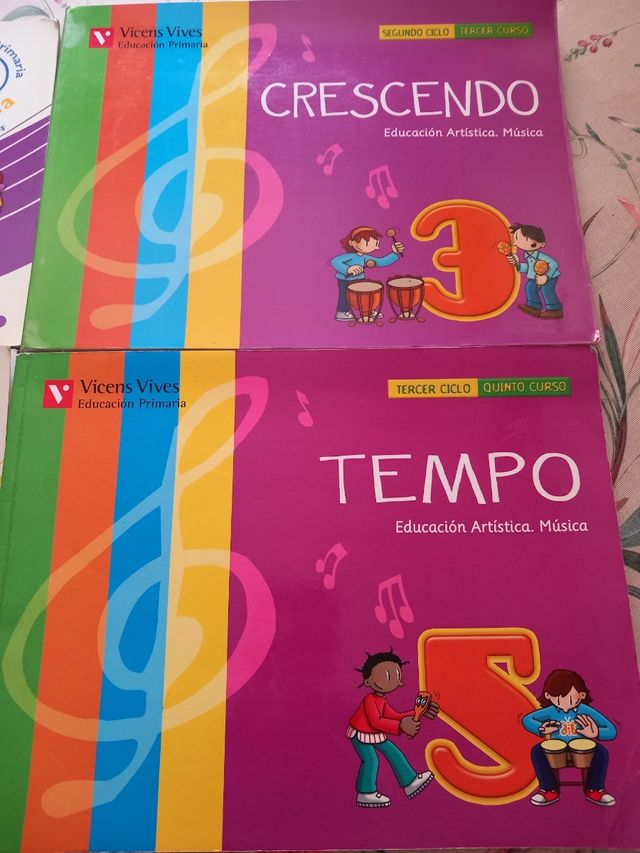 rimaria
Vicens Vives
Educación Primaria
SEGUNDO CICLO TERCER CURSO
CRESCENDO
Educación Artística. Música
3
Vicens Vives
Educación Primaria
TERCER CICLO QUINTO CURSO
TEMPO
Educación Artística. Música
5